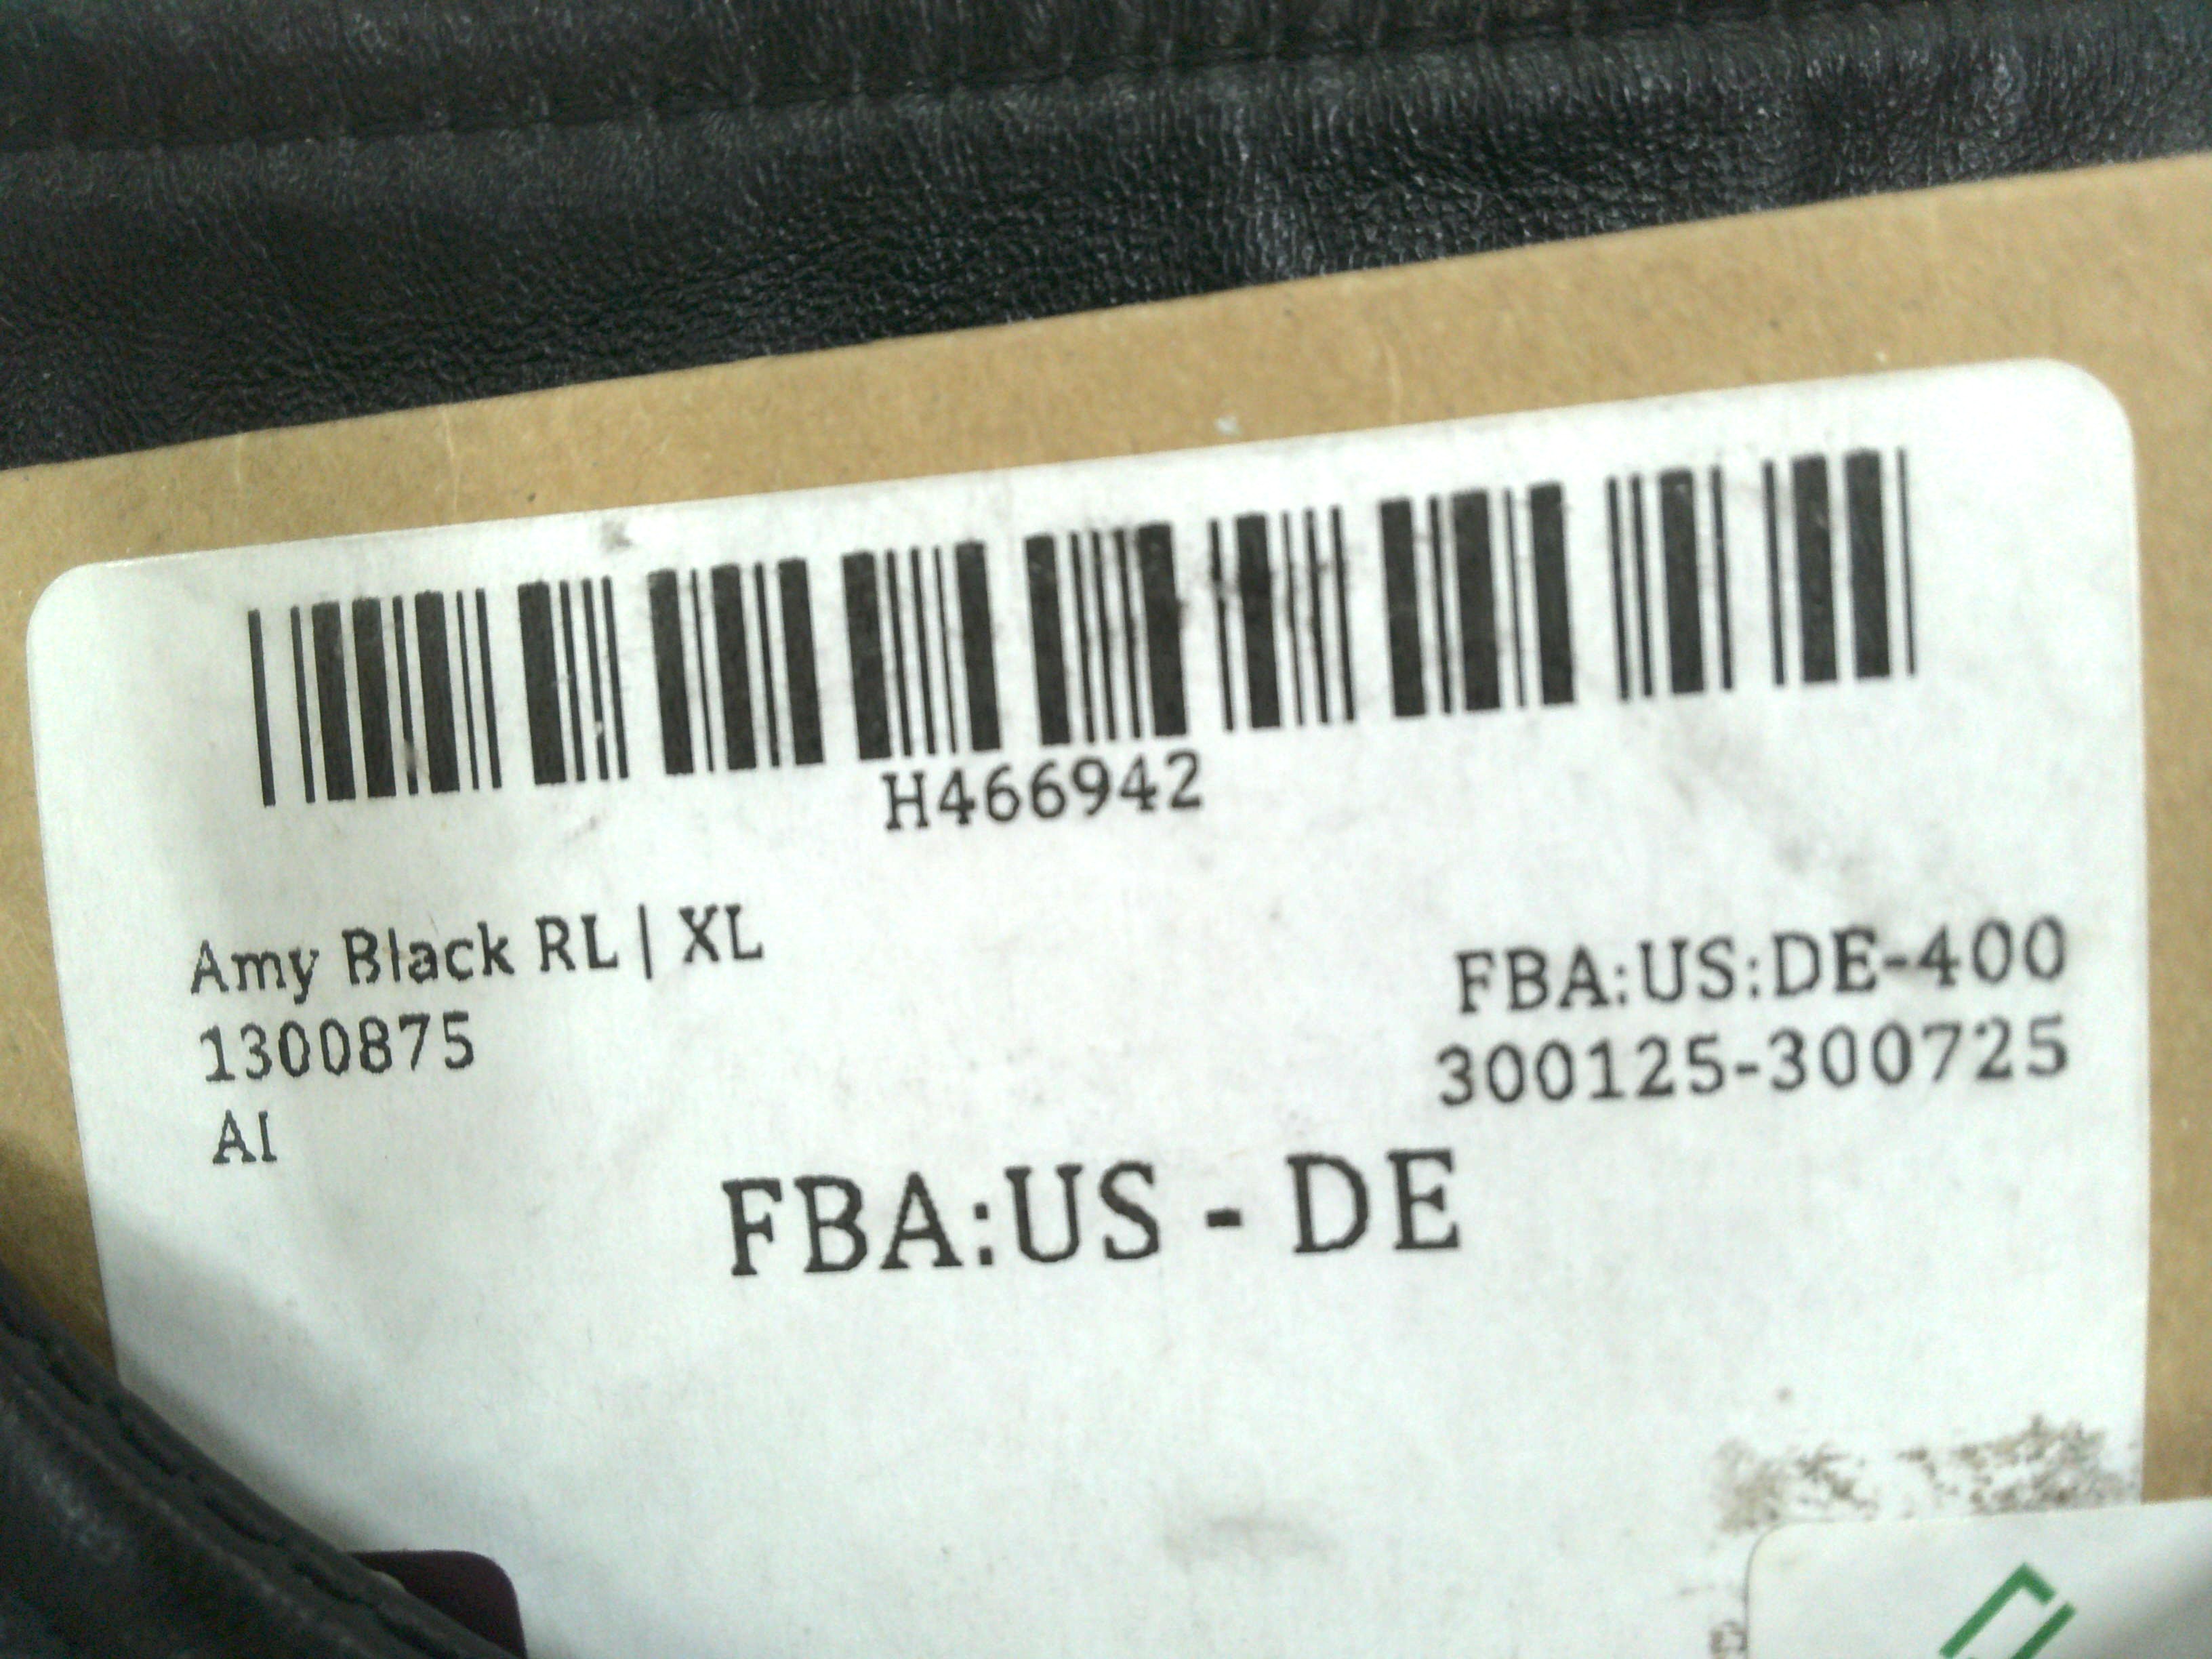 H466942
Amy Black RL | XL
FBA:US:DE-400
1300875
300125-300725
AI
FBA:US - DE